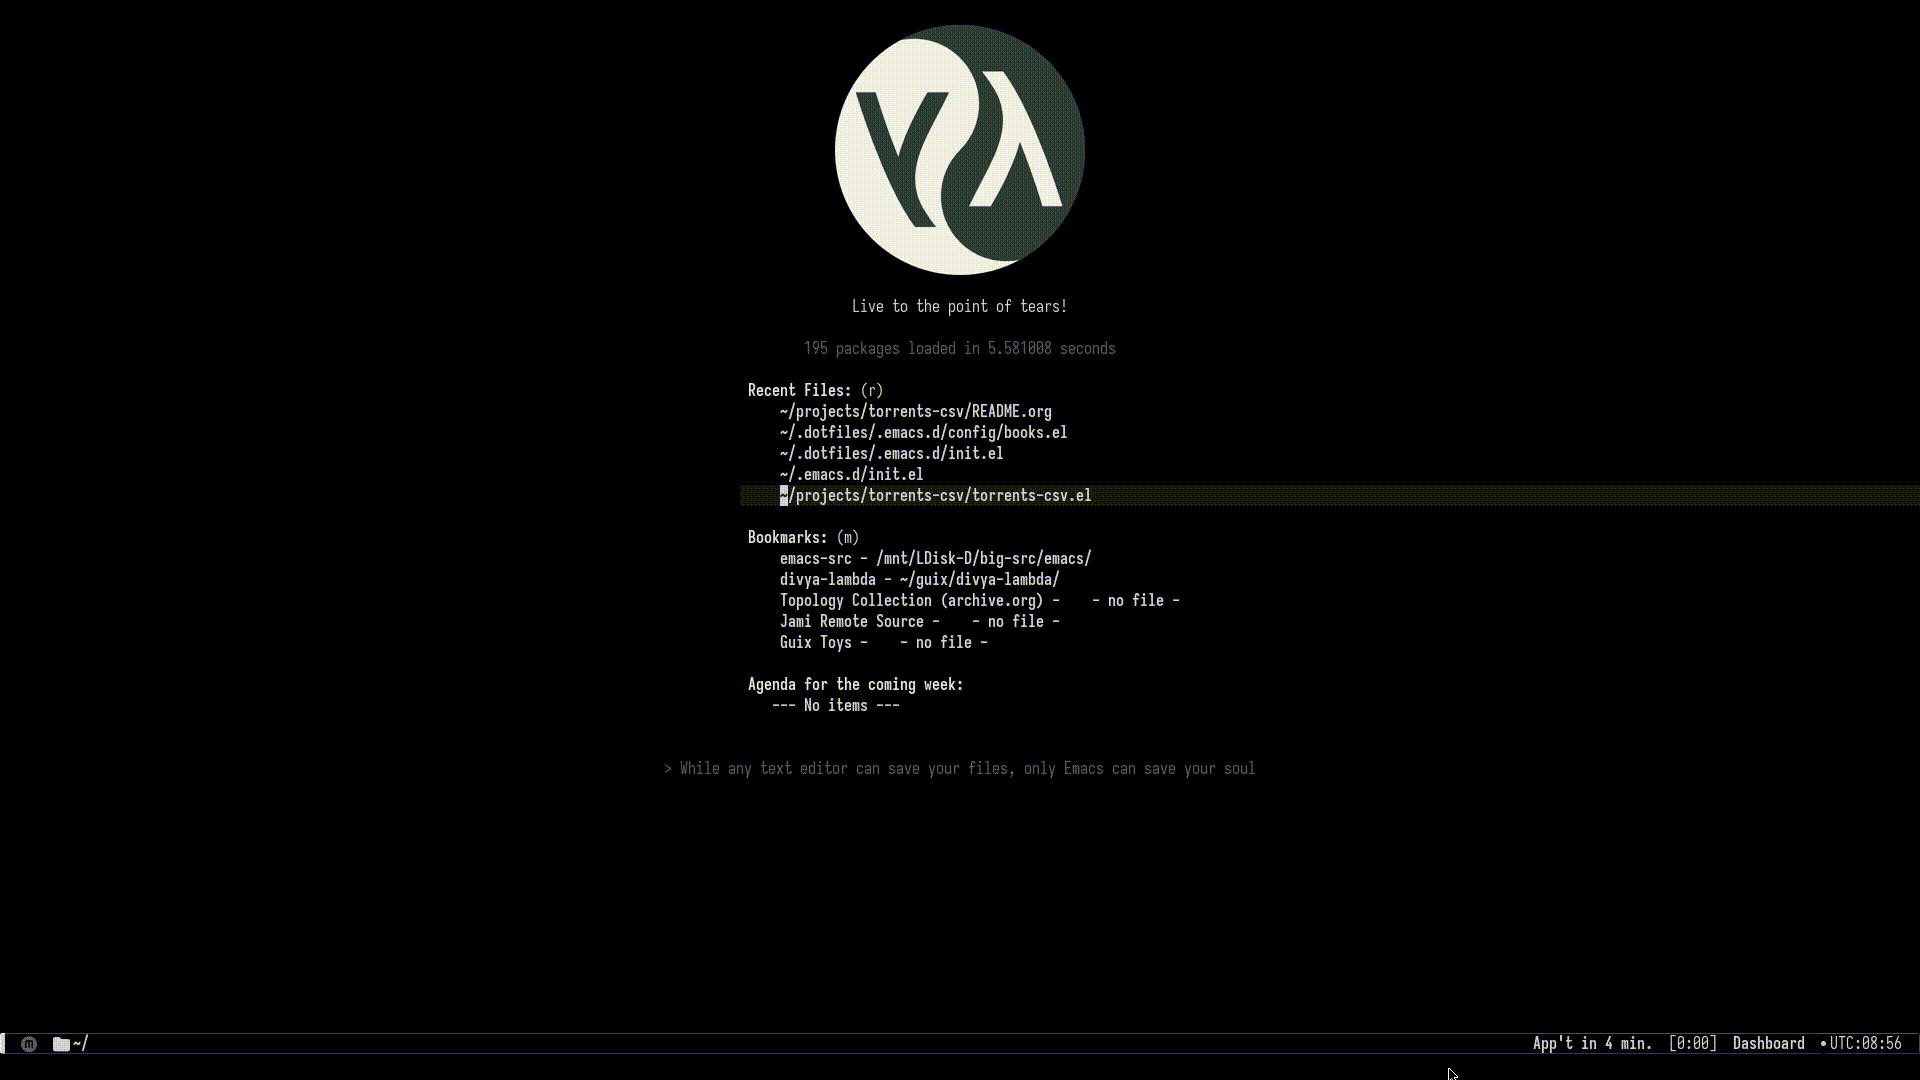 Live to the point of tears!
195 packages loaded in 5.581008 seconds
Recent Files: (r)
~/projects/torrents-csv/README.org
~/.dotfiles/.emacs.d/config/books.el
~/.dotfiles/.emacs.d/init.el
~/.emacs.d/init.el
~/projects/torrents-csv/torrents-csv.el
Bookmarks: (m)
emacs-src - /mnt/LDisk-D/big-src/emacs/
divya-lambda - ~/guix/divya-lambda/
Topology Collection (archive.org) -    - no file -
Jami Remote Source -    - no file -
Guix Toys -    - no file -
Agenda for the coming week:
--- No items ---
> While any text editor can save your files, only Emacs can save your soul
m ~/ App't in 4 min. [0:00] Dashboard •UTC:08:56